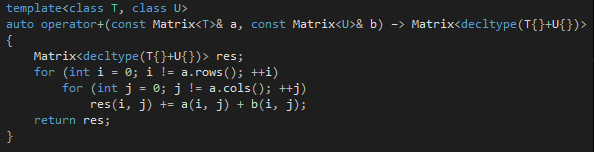 template<class T, class U>
auto operator+(const Matrix<T>& a, const Matrix<U>& b) -> Matrix<decltype(T{}+U{})>
{
    Matrix<decltype(T{}+U{})> res;
    for (int i = 0; i != a.rows(); ++i)
        for (int j = 0; j != a.cols(); ++j)
            res(i, j) += a(i, j) + b(i, j);
    return res;
}